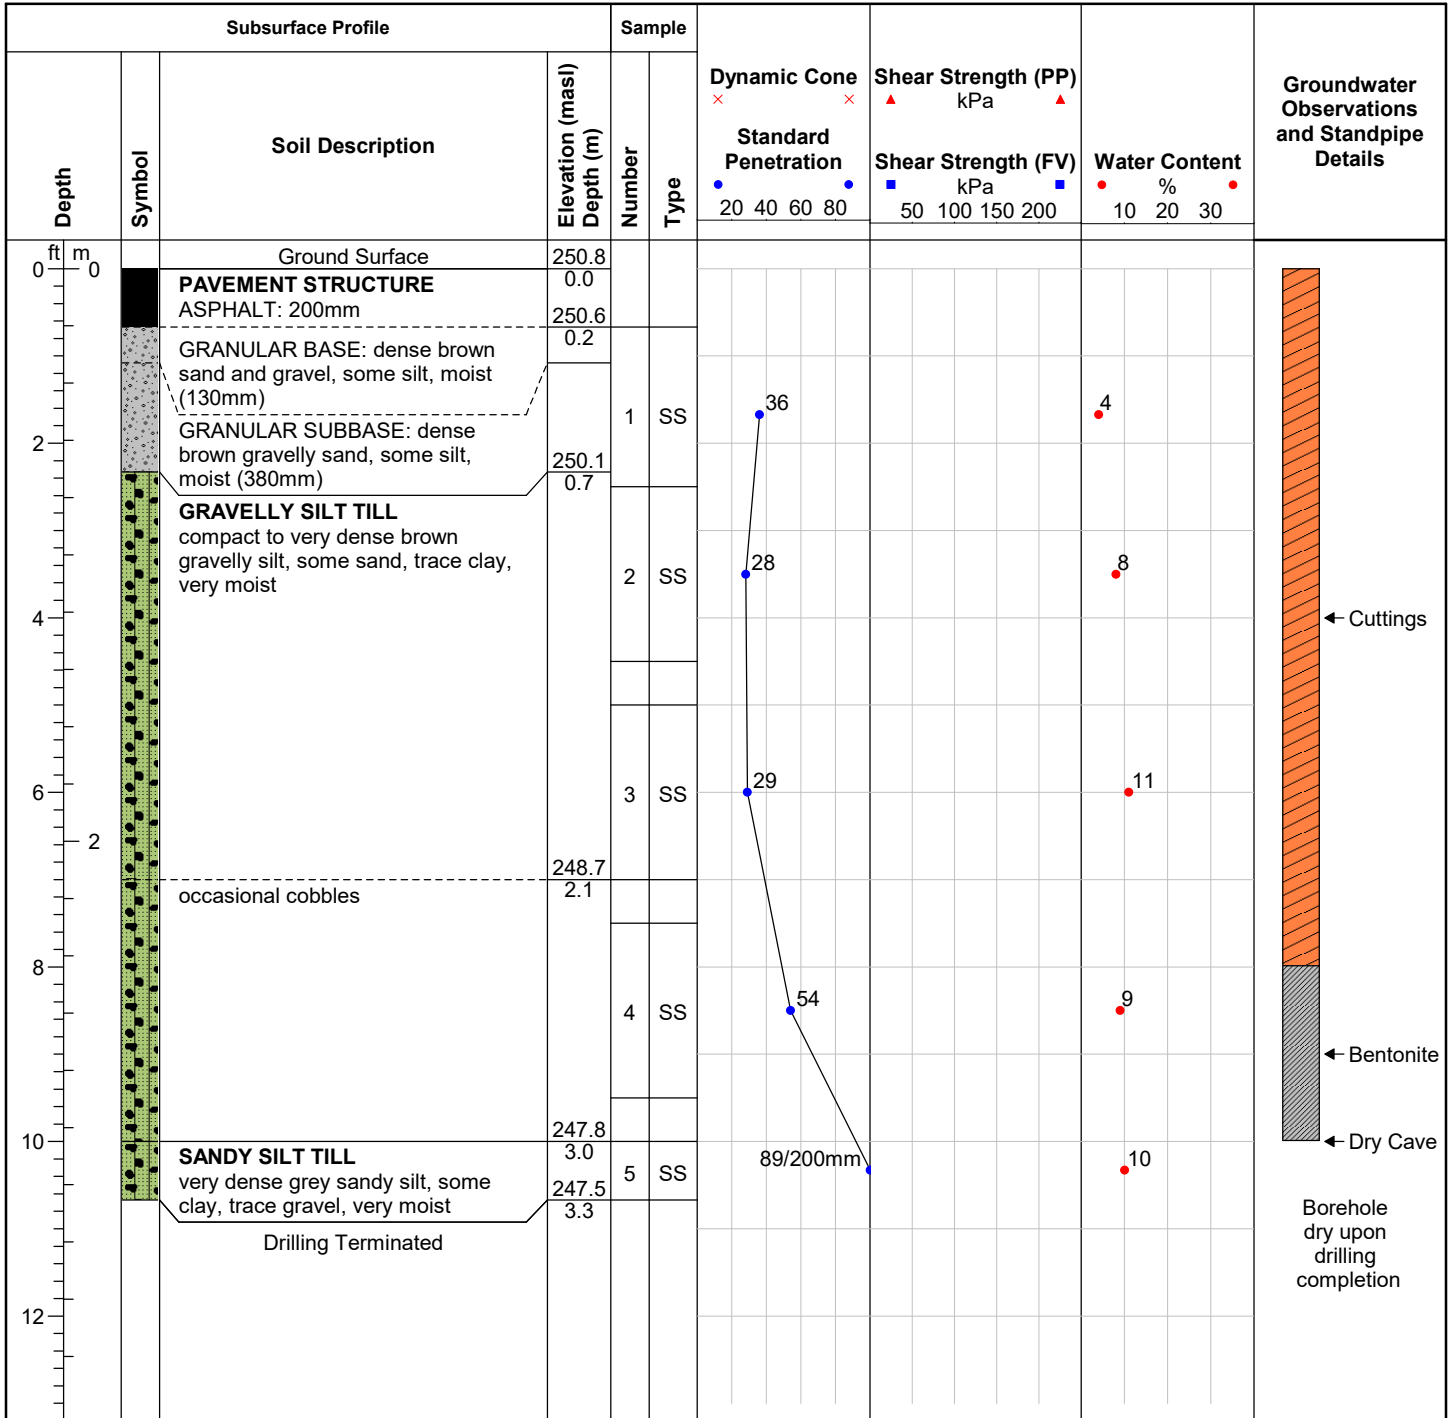 Subsurface Profile
Sample
Depth
Symbol
Soil Description
Elevation (masl)
Depth (m)
Number
Type
Dynamic Cone
Standard
Penetration
20 40 60 80
Shear Strength (PP)
kPa
Shear Strength (FV)
kPa
50 100 150 200
Water Content
%
10 20 30
Groundwater
Observations
and Standpipe
Details
ft m
0 0
2
4
6
2
8
10
12
Ground Surface
250.8
0.0
PAVEMENT STRUCTURE
ASPHALT: 200mm
250.6
0.2
GRANULAR BASE: dense brown
sand and gravel, some silt, moist
(130mm)
GRANULAR SUBBASE: dense
brown gravelly sand, some silt,
moist (380mm)
250.1
0.7
GRAVELLY SILT TILL
compact to very dense brown
gravelly silt, some sand, trace clay,
very moist
248.7
2.1
occasional cobbles
247.8
3.0
SANDY SILT TILL
very dense grey sandy silt, some
clay, trace gravel, very moist
247.5
3.3
Drilling Terminated
1 SS 36 4
2 SS 28 8
3 SS 29 11
4 SS 54 9
5 SS 89/200mm 10
Cuttings
Bentonite
Dry Cave
Borehole
dry upon
drilling
completion